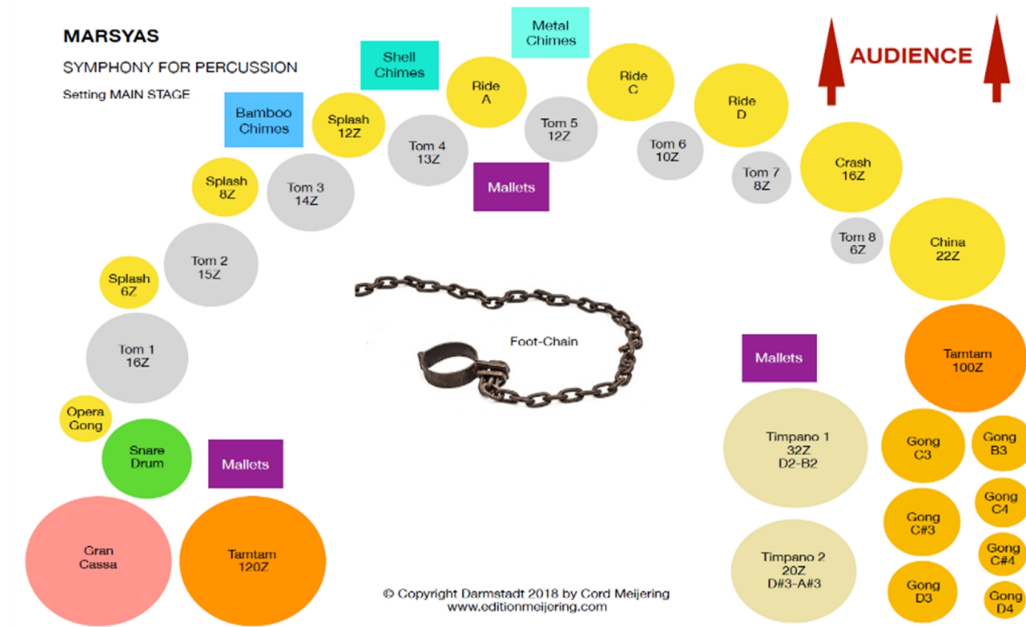 MARSYAS
SYMPHONY FOR PERCUSSION
Setting MAIN STAGE
AUDIENCE
Metal
Chimes
Shell
Chimes
Bamboo
Chimes
Splash
12Z
Ride
A
Ride
C
Ride
D
Tom 5
12Z
Tom 4
13Z
Tom 6
10Z
Tom 7
8Z
Crash
16Z
Splash
8Z
Tom 3
14Z
Mallets
Tom 8
6Z
China
22Z
Tom 2
15Z
Splash
6Z
Tom 1
16Z
Foot-Chain
Mallets
Tamtam
100Z
Opera
Gong
Snare
Drum
Mallets
Timpano 1
32Z
D2-B2
Gong
C3
Gong
B3
Gong
C#3
Gong
C4
Gran
Cassa
Tamtam
120Z
Timpano 2
20Z
D#3-A#3
Gong
C#4
Gong
D3
Gong
D4
© Copyright Darmstadt 2018 by Cord Meijering
www.editionmeijering.com